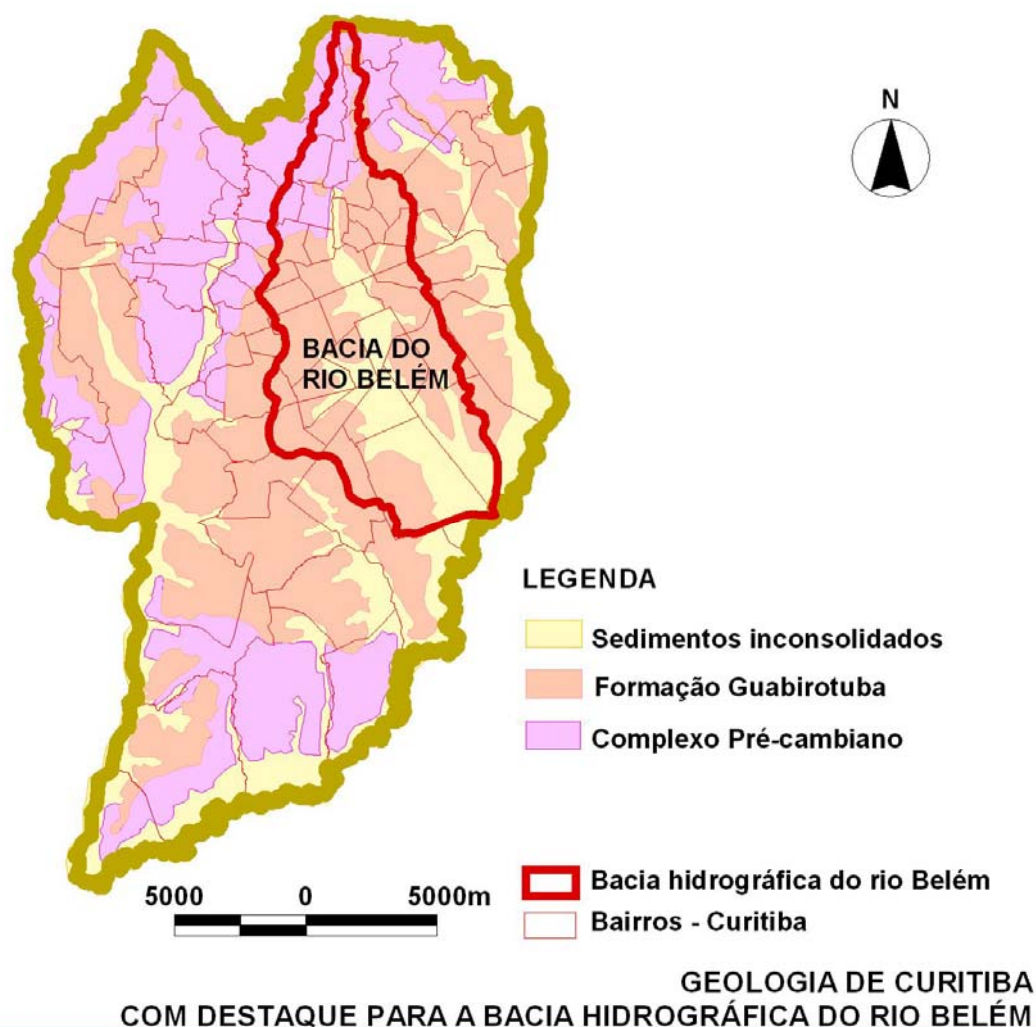 N
BACIA DO
RIO BELÉM
LEGENDA
Sedimentos inconsolidados
Formação Guabirotuba
Complexo Pré-cambiano
5000 0 5000m
Bacia hidrográfica do rio Belém
Bairros - Curitiba
GEOLOGIA DE CURITIBA
COM DESTAQUE PARA A BACIA HIDROGRÁFICA DO RIO BELÉM